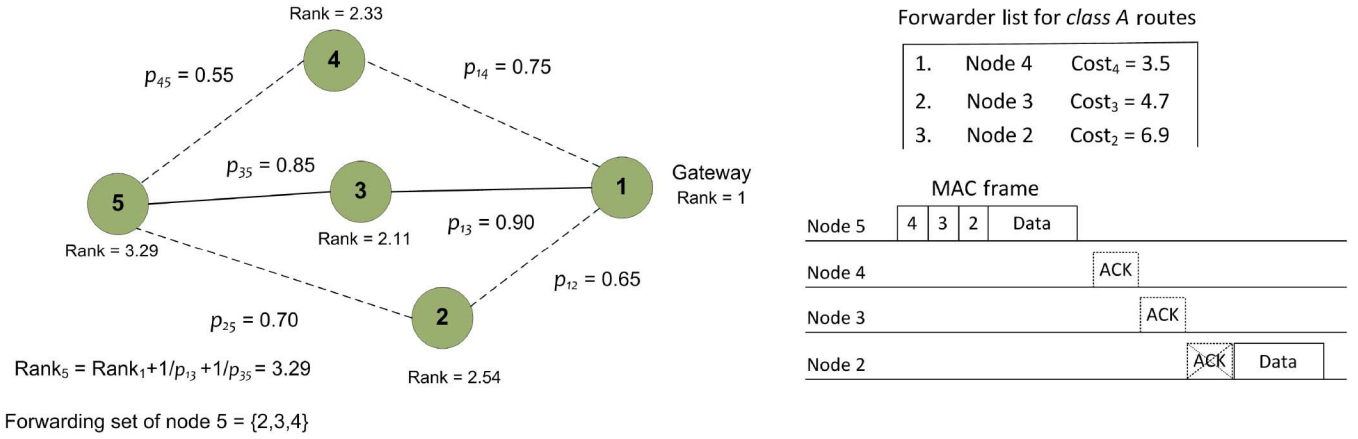 Rank = 2.33
4
p45 = 0.55
p14 = 0.75
p35 = 0.85
5
3
1
Gateway
Rank = 1
Rank = 3.29
Rank = 2.11
p13 = 0.90
p12 = 0.65
p25 = 0.70
2
Rank5 = Rank1+1/p13 +1/p35 = 3.29
Rank = 2.54
Forwarding set of node 5 = {2,3,4}
Forwarder list for class A routes
1. Node 4 Cost4 = 3.5
2. Node 3 Cost3 = 4.7
3. Node 2 Cost2 = 6.9
MAC frame
Node 5 4 3 2 Data
Node 4 ACK
Node 3 ACK
Node 2 ACK Data